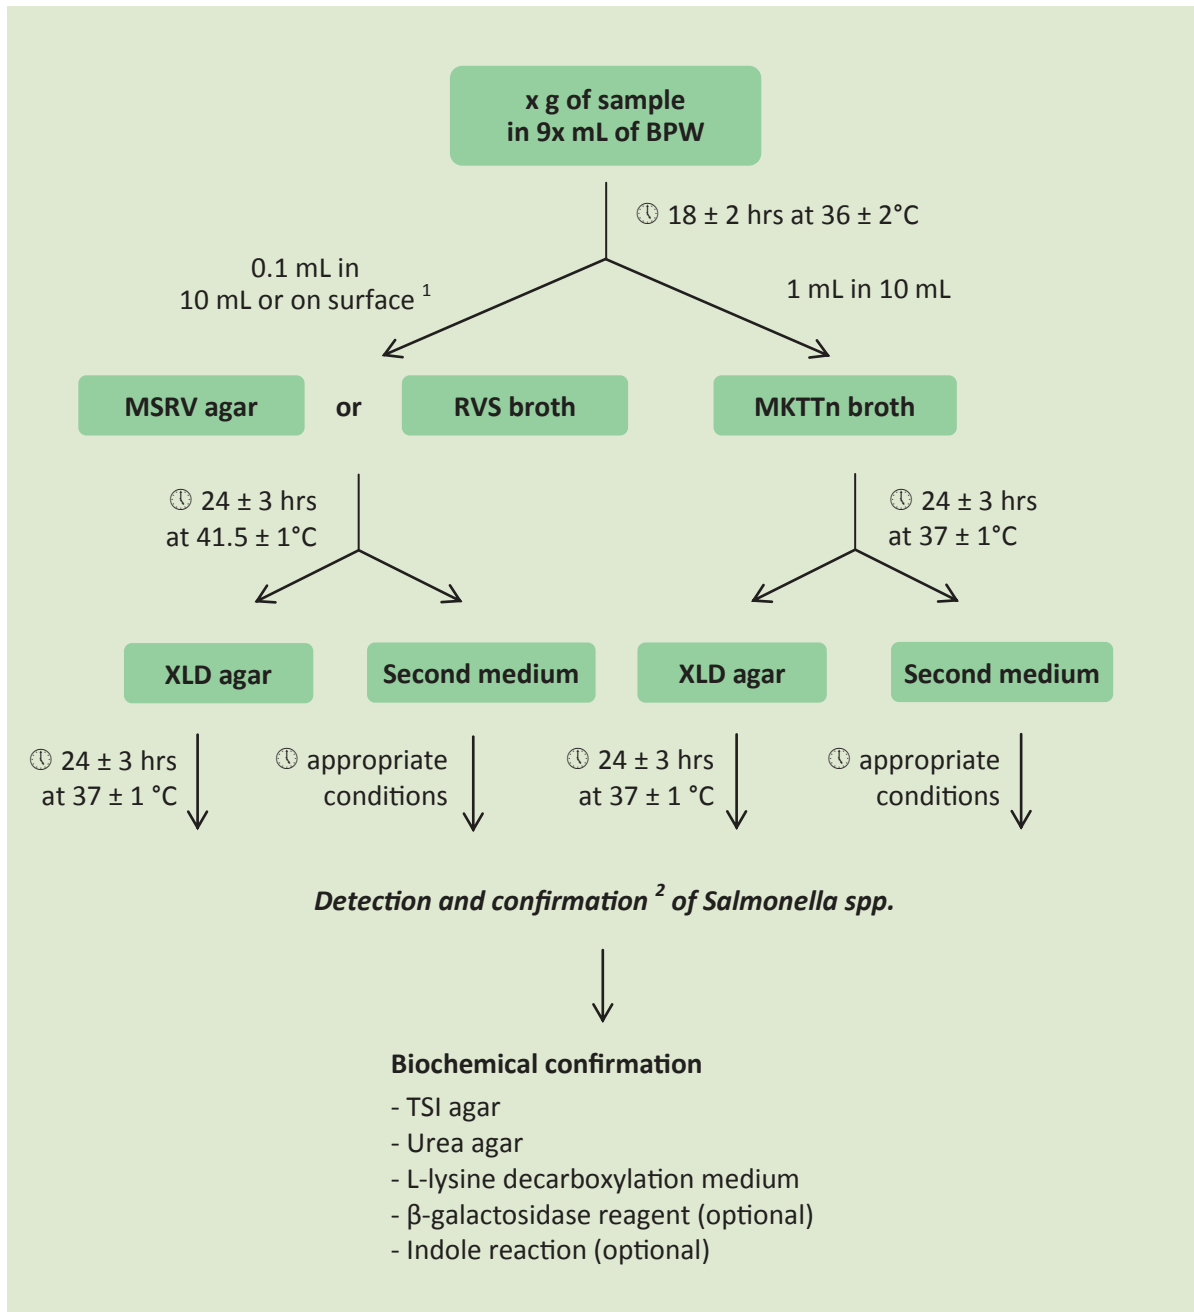 x g of sample
in 9x mL of BPW
18 ± 2 hrs at 36 ± 2°C
0.1 mL in
10 mL or on surface ¹
1 mL in 10 mL
MSRV agar or RVS broth MKTTn broth
24 ± 3 hrs
at 41.5 ± 1°C
24 ± 3 hrs
at 37 ± 1°C
XLD agar Second medium XLD agar Second medium
24 ± 3 hrs
at 37 ± 1 °C
appropriate
conditions
24 ± 3 hrs
at 37 ± 1 °C
appropriate
conditions
Detection and confirmation ² of Salmonella spp.
Biochemical confirmation
- TSI agar
- Urea agar
- L-lysine decarboxylation medium
- β-galactosidase reagent (optional)
- Indole reaction (optional)